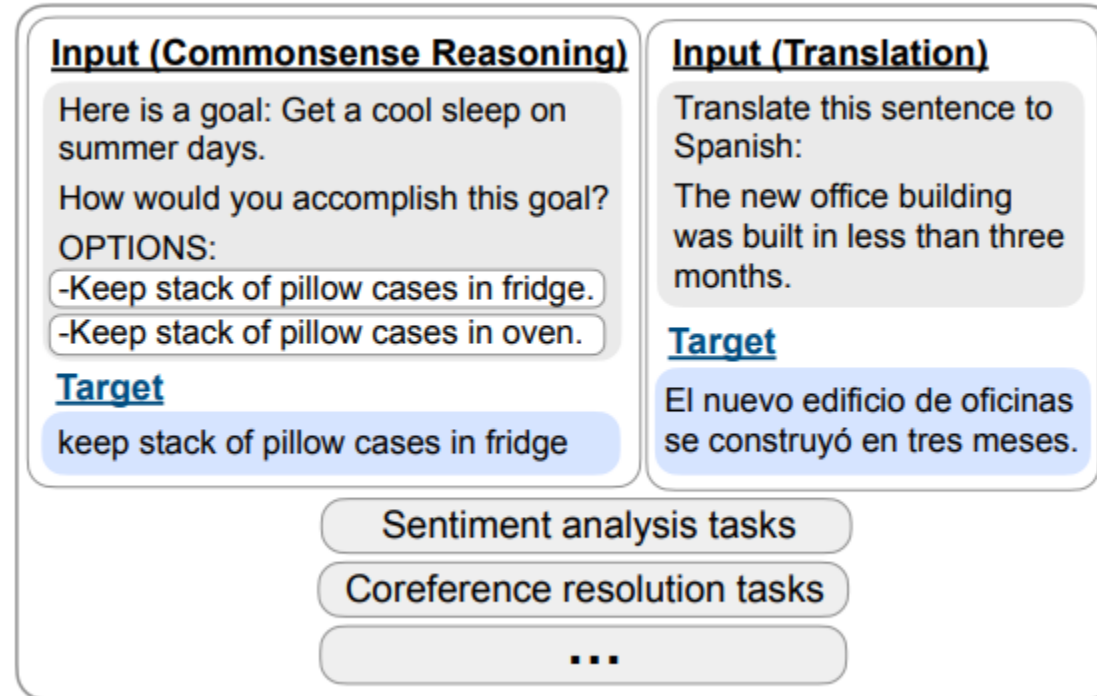 Input (Commonsense Reasoning)
Here is a goal: Get a cool sleep on
summer days.
How would you accomplish this goal?
OPTIONS:
-Keep stack of pillow cases in fridge.
-Keep stack of pillow cases in oven.
Target
keep stack of pillow cases in fridge
Input (Translation)
Translate this sentence to
Spanish:
The new office building
was built in less than three
months.
Target
El nuevo edificio de oficinas
se construyó en tres meses.
Sentiment analysis tasks
Coreference resolution tasks
...